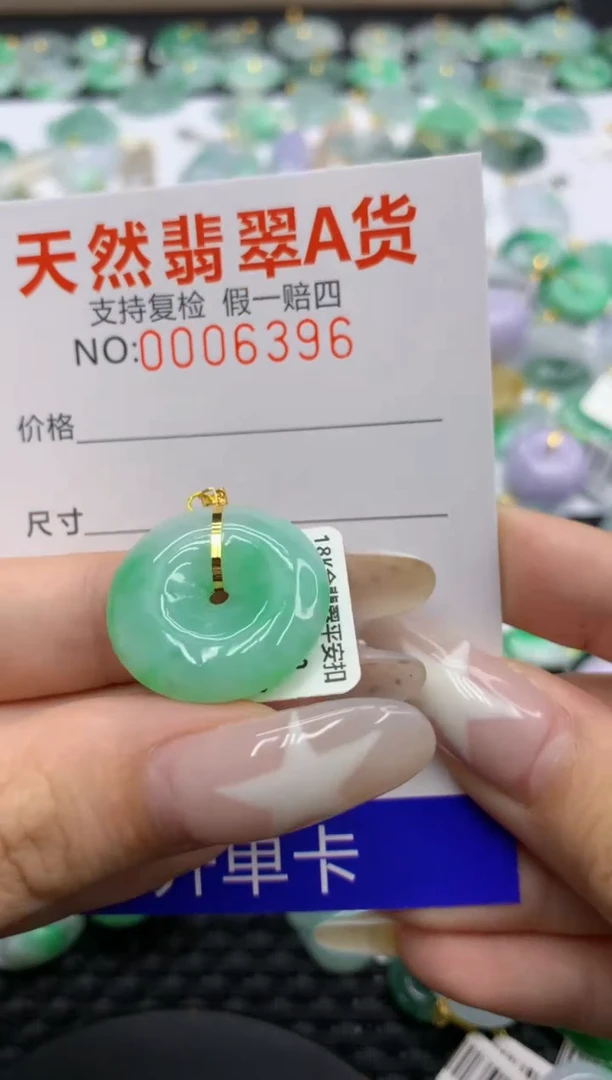 天然翡翠A货
支持复检 假一赔四
NO:0006396
价格
尺寸
18K金翡翠平安扣
开单卡